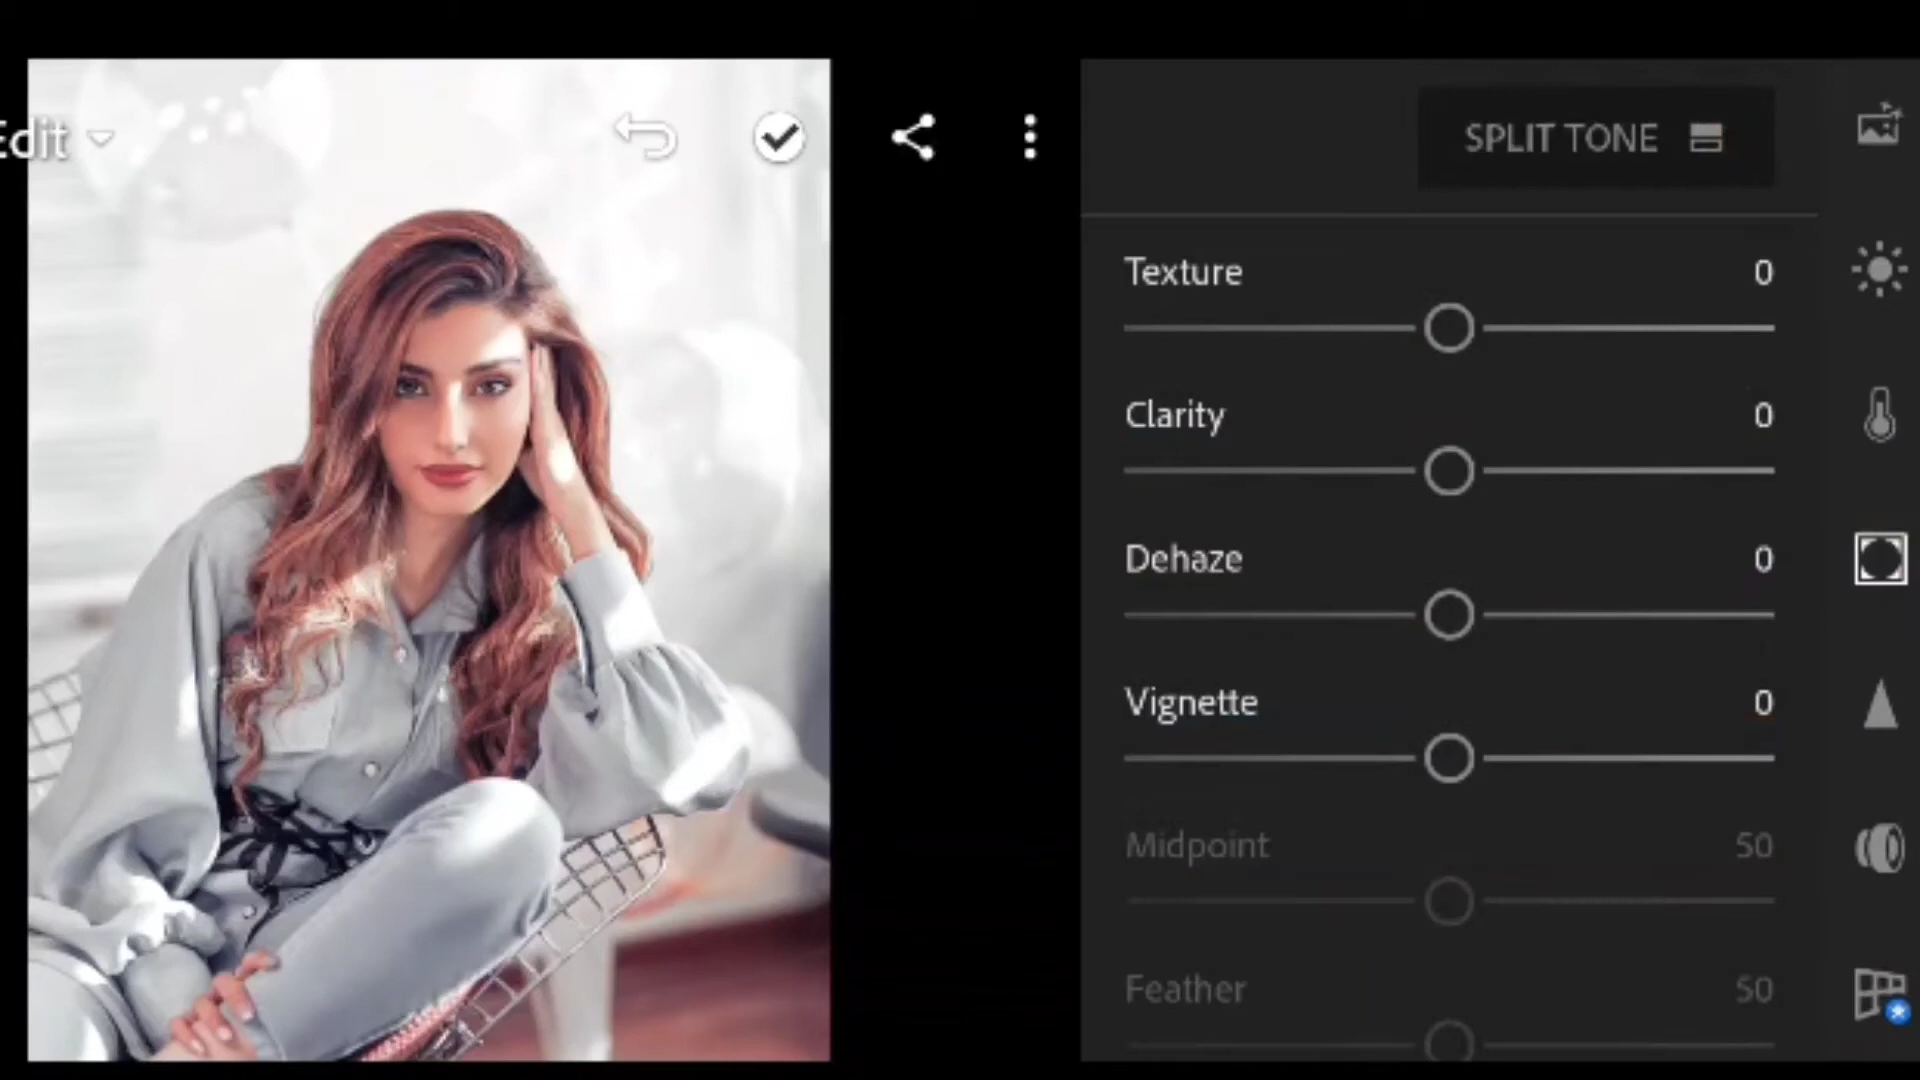 Edit
SPLIT TONE
Texture 0
Clarity 0
Dehaze 0
Vignette 0
Midpoint 50
Feather 50